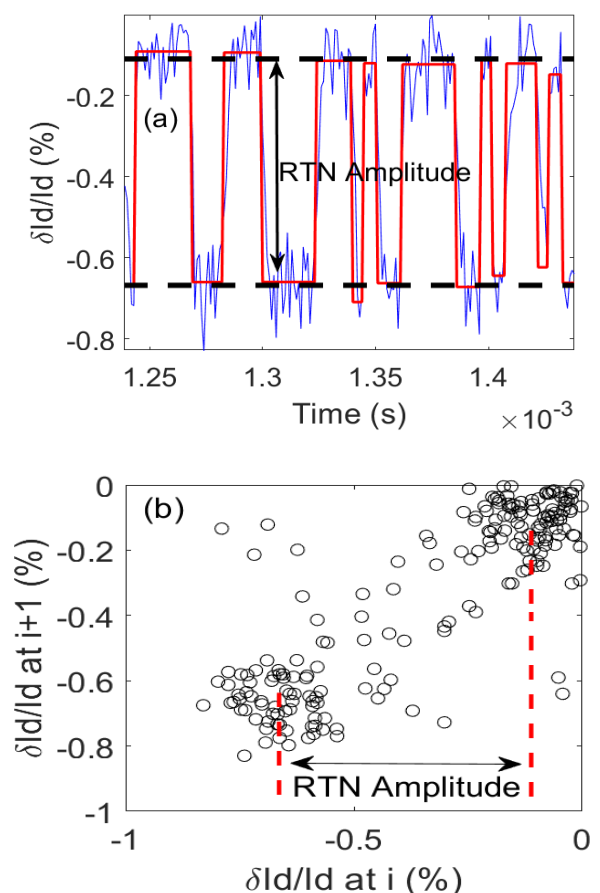 (a)
δId/Id (%)
-0.2
-0.4
-0.6
-0.8
RTN Amplitude
1.25 1.3 1.35 1.4
Time (s)
×10⁻³
(b)
δId/Id at i+1 (%)
0
-0.2
-0.4
-0.6
-0.8
-1
RTN Amplitude
-1 -0.5 0
δId/Id at i (%)